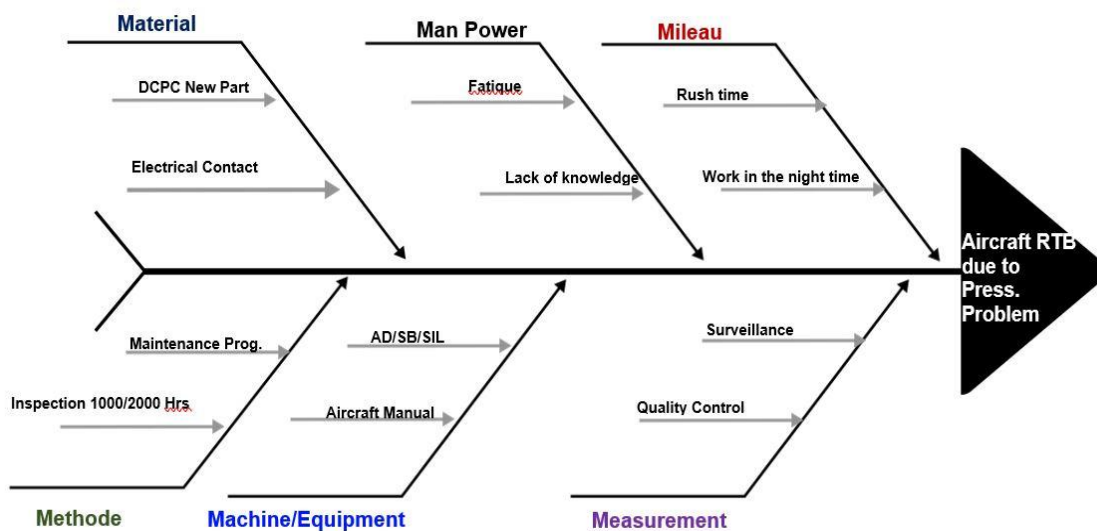 Material
Man Power
Mileau
DCPC New Part
Fatique
Rush time
Electrical Contact
Lack of knowledge
Work in the night time
Aircraft RTB
due to
Press.
Problem
Maintenance Prog.
AD/SB/SIL
Surveillance
Inspection 1000/2000 Hrs
Aircraft Manual
Quality Control
Methode
Machine/Equipment
Measurement